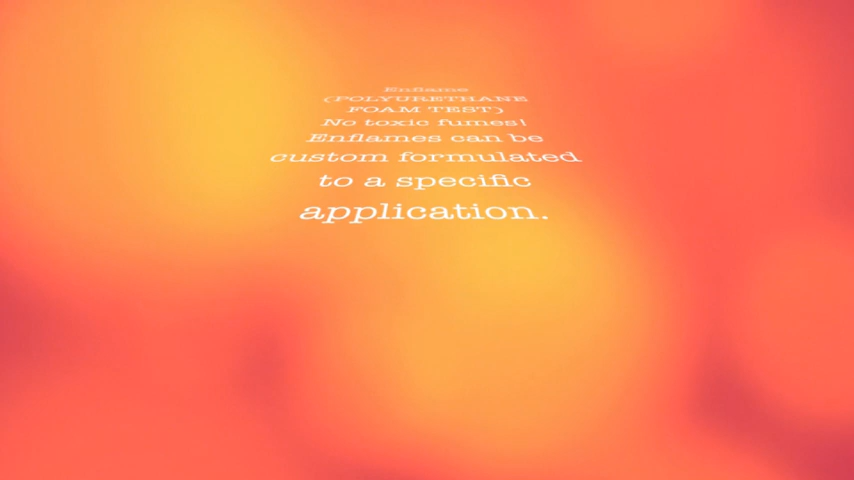 Enflame
(POLYURETHANE
FOAM TEST)
No toxic fumes!
Enflames can be
custom formulated
to a specific
application.